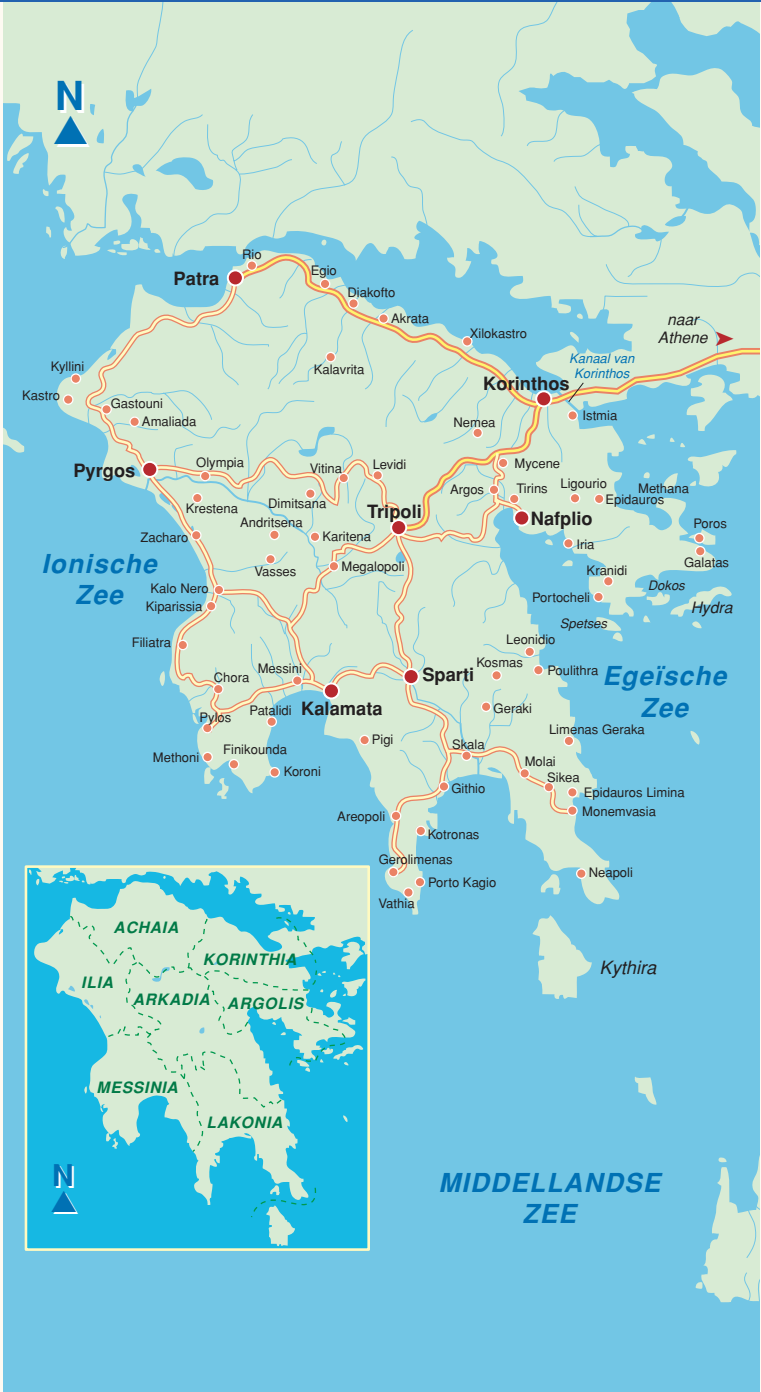 N
Rio
Patra
Egio
Diakofto
Akrata
Xilokastro
naar
Athene
Kanaal van
Korinthos
Kyllini
Kalavrita
Korinthos
Kastro
Gastouni
Amaliada
Nemea
Istmia
Pyrgos
Olympia
Vitina
Levidi
Mycene
Krestena
Dimitsana
Argos
Tirins
Ligourio
Epidauros
Methana
Tripoli
Nafplio
Andritsena
Karitena
Zacharo
Poros
Ionische
Zee
Vasses
Megalopoli
Iria
Galatas
Kranidi
Dokos
Kalo Nero
Kiparissia
Portocheli
Hydra
Spetses
Filiatra
Leonidio
Messini
Kosmas
Poulithra
Chora
Sparti
Egeïsche
Zee
Kalamata
Pylos
Patalidi
Geraki
Limenas Geraka
Pigi
Skala
Methoni
Finikounda
Koroni
Molai
Sikea
Githio
Epidauros Limina
Monemvasia
Areopoli
Kotronas
Gerolimenas
Porto Kagio
Neapoli
Vathia
Kythira
ACHAIA
KORINTHIA
ILIA
ARKADIA
ARGOLIS
MESSINIA
LAKONIA
N
MIDDELLANDSE
ZEE